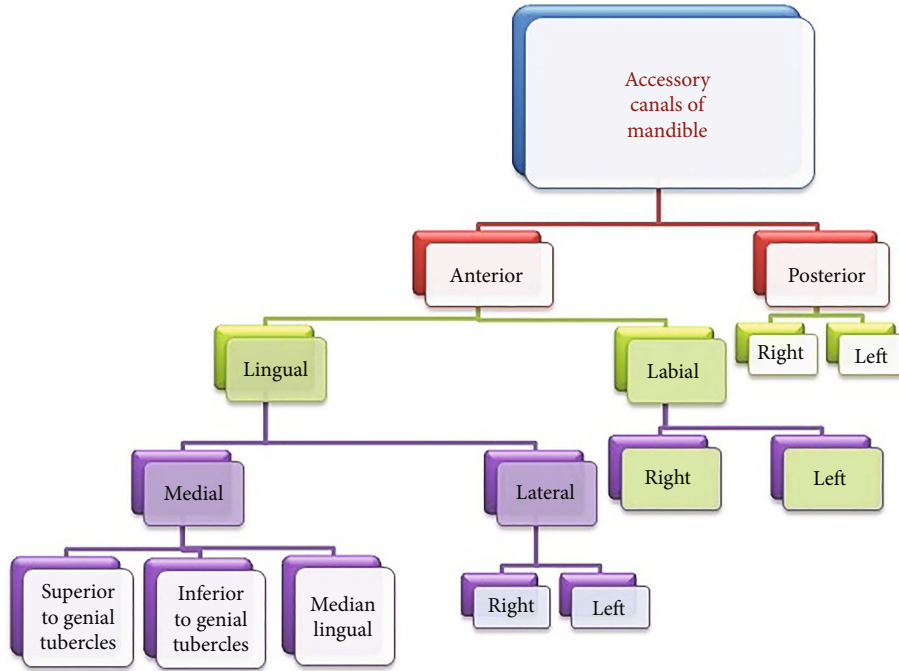 Accessory
canals of
mandible
Anterior
Posterior
Right
Left
Lingual
Labial
Right
Left
Medial
Lateral
Superior
to genial
tubercles
Inferior
to genial
tubercles
Median
lingual
Right
Left